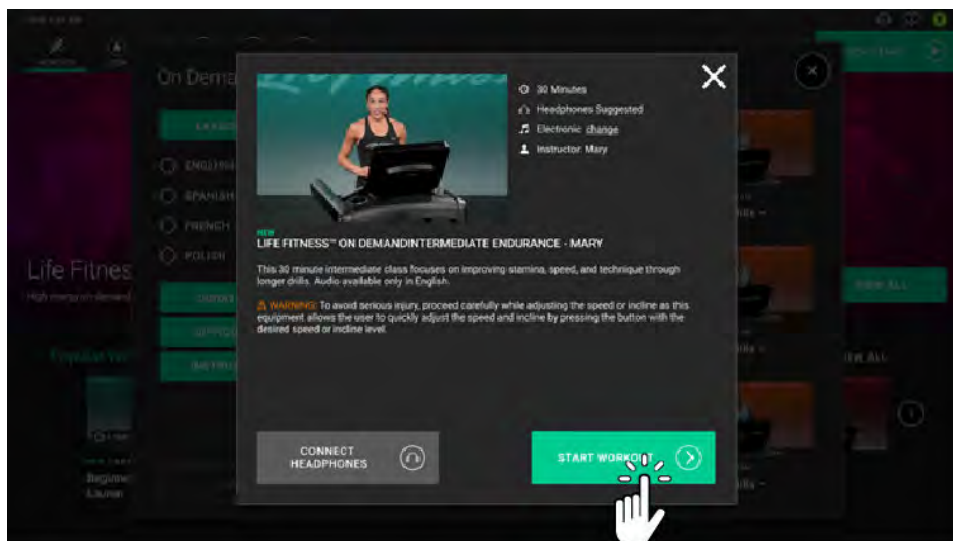 On Dema
ENGLISH
SPANISH
FRENCH
POLISH
Life Fitnes
VIEW ALL
30 Minutes
Headphones Suggested
Electronic change
Instructor: Mary
NEW
LIFE FITNESS™ ON DEMANDINTERMEDIATE ENDURANCE - MARY
This 30 minute intermediate class focuses on improving stamina, speed, and technique through
longer drills. Audio available only in English.
WARNING: To avoid serious injury, proceed carefully while adjusting the speed or incline as this
equipment allows the user to quickly adjust the speed and incline by pressing the button with the
desired speed or incline level.
CONNECT
HEADPHONES
START WORKOUT